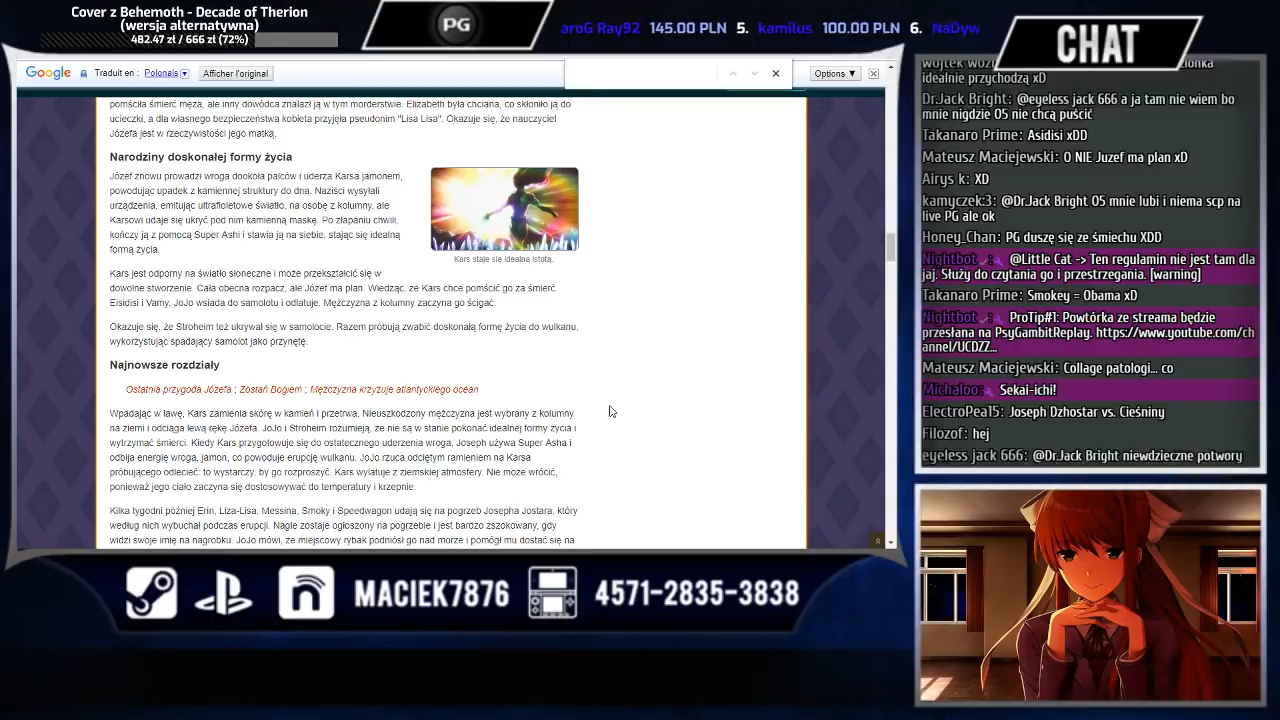 Cover z Behemoth - Decade of Therion
(wersja alternatywna)
482.47 zł / 666 zł (72%)
PG
aroG Ray92 145.00 PLN 5. kamilus 100.00 PLN 6. NaDyw
CHAT
Google Traduit en : Polonais Afficher l'original Options
pomściła śmierć męża, ale inny dowódca znalazł ją w tym morderstwie. Elizabeth była chciana, co skłoniło ją do
ucieczki, a dla własnego bezpieczeństwa kobieta przyjęła pseudonim "Lisa Lisa". Okazuje się, że nauczyciel
Józefa jest w rzeczywistości jego matką.
Narodziny doskonałej formy życia
Józef znowu prowadzi wroga dookoła palców i uderza Karsa jamonem,
powodując upadek z kamiennej struktury do dna. Naziści wysyłali
urządzenia, emitując ultrafioletowe światło, na osobę z kolumny, ale
Karsowi udaje się ukryć pod nim kamienną maskę. Po złapaniu chwili,
kończy ją z pomocą Super Ashi i stawia ją na siebie, stając się idealną
formą życia.
Kars staje się idealną istotą.
Kars jest odporny na światło słoneczne i może przekształcić się w
dowolne stworzenie. Cała obecna rozpacz, ale Józef ma plan. Wiedząc, że Kars chce pomścić go za śmierć
Eisidisi i Vamy, JoJo wsiada do samolotu i odlatuje. Mężczyzna z kolumny zaczyna go ścigać.
Okazuje się, że Stroheim też ukrywał się w samolocie. Razem próbują zwabić doskonałą formę życia do wulkanu,
wykorzystując spadający samolot jako przynętę.
Najnowsze rozdziały
Ostatnia przygoda Józefa ; Zostań Bogiem ; Mężczyzna krzyżuje atlantyckiego ocean
Wpadając w lawę, Kars zamienia skórę w kamień i przetrwa. Nieuszkodzony mężczyzna jest wybrany z kolumny
na ziemi i odciąga lewą rękę Józefa. JoJo i Stroheim rozumieją, że nie są w stanie pokonać idealnej formy życia i
wytrzymać śmierci. Kiedy Kars przygotowuje się do ostatecznego uderzenia wroga, Joseph używa Super Asha i
odbija energię wroga, jamon, co powoduje erupcję wulkanu. JoJo rzuca odciętym ramieniem na Karsa
próbującego odlecieć: to wystarczy, by go rozproszyć. Kars wylatuje z ziemskiej atmosfery. Nie może wrócić,
ponieważ jego ciało zaczyna się dostosowywać do temperatury i krzepnie.
Kilka tygodni później Erin, Liza-Lisa, Messina, Smoky i Speedwagon udają się na pogrzeb Josepha Jostara, który
według nich wybuchał podczas erupcji. Nagle zostaje ogłoszony na pogrzebie i jest bardzo zszokowany, gdy
widzi swoje imię na nagrobku. JoJo mówi, że miejscowy rybak podniósł go nad morze i pomógł mu dostać się na
idealnie przychodzą xD
Dr.Jack Bright: @eyeless jack 666 a ja tam nie wiem bo
mnie nigdzie O5 nie chcą puścić
Takanaro Prime: Asidisi xDD
Mateusz Maciejewski: O NIE Juzef ma plan xD
Airys k: XD
kamyczek:3: @Dr.Jack Bright O5 mnie lubi i niema scp na
live PG ale ok
Honey_Chan: PG duszę się ze śmiechu XDD
Nightbot: @Little Cat -> Ten regulamin nie jest tam dla
jaj. Służy do czytania go i przestrzegania. [warning]
Takanaro Prime: Smokey = Obama xD
Nightbot: ProTip#1: Powtórka ze streama będzie
przesłana na PsyGambitReplay. https://www.youtube.com/ch
annel/UCDZZ...
Mateusz Maciejewski: Collage patologi... co
Michaloo: Sekai-ichi!
ElectroPea15: Joseph Dzhostar vs. Cieśniny
Filozof: hej
eyeless jack 666: @Dr.Jack Bright niewdzieczne potwory
MACIEK7876
4571-2835-3838